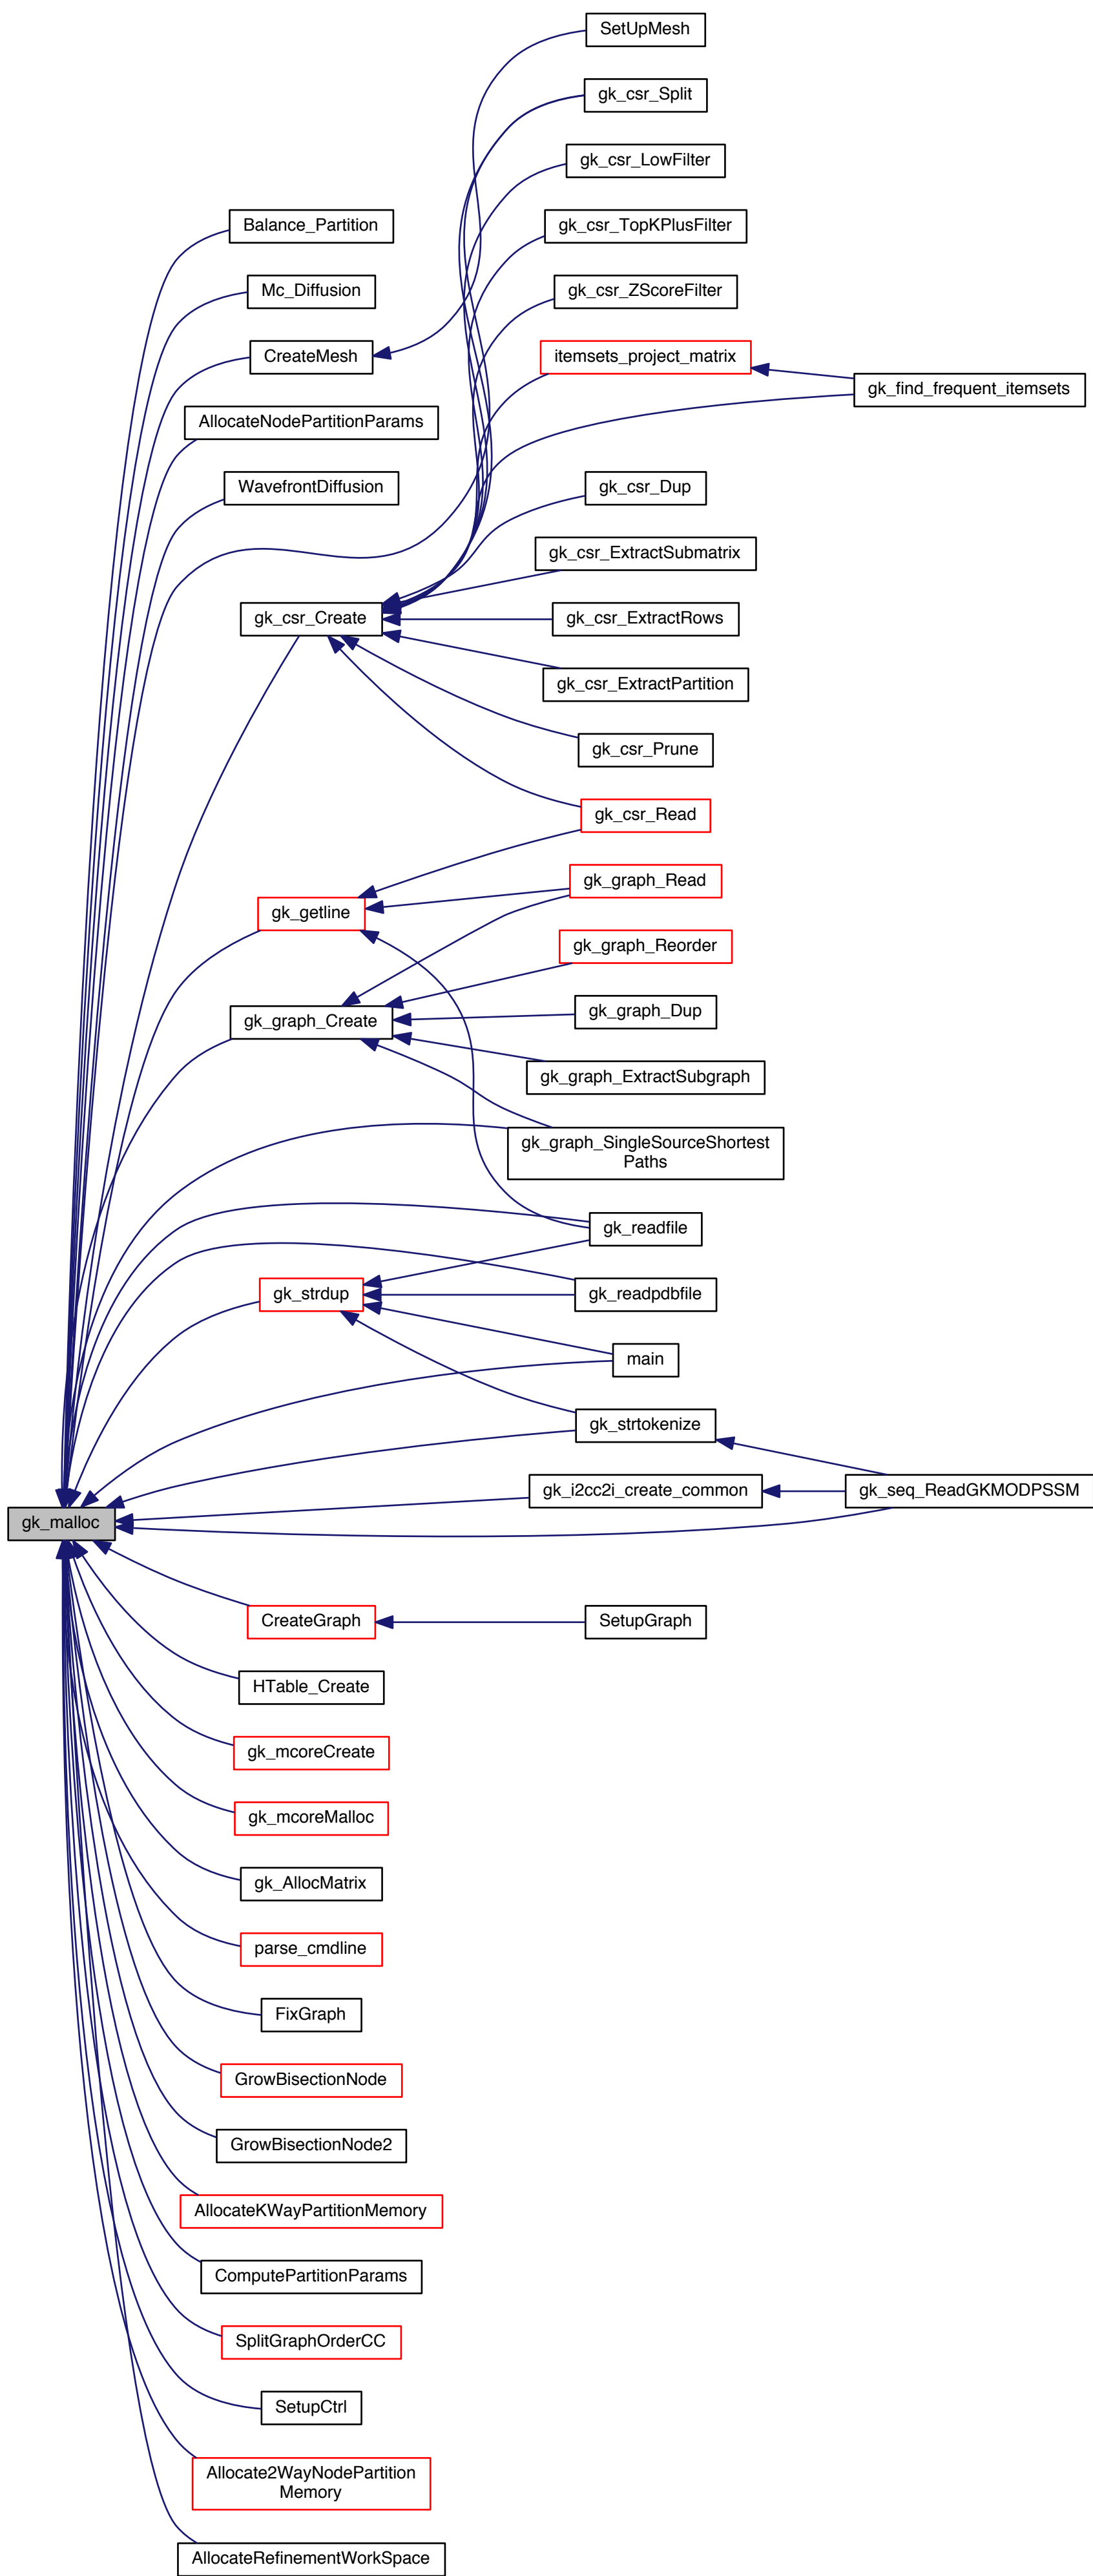 SetUpMesh
gk_csr_Split
gk_csr_LowFilter
Balance_Partition
gk_csr_TopKPlusFilter
Mc_Diffusion
gk_csr_ZScoreFilter
CreateMesh
itemsets_project_matrix
gk_find_frequent_itemsets
AllocateNodePartitionParams
WavefrontDiffusion
gk_csr_Dup
gk_csr_ExtractSubmatrix
gk_csr_Create
gk_csr_ExtractRows
gk_csr_ExtractPartition
gk_csr_Prune
gk_csr_Read
gk_graph_Read
gk_getline
gk_graph_Reorder
gk_graph_Create
gk_graph_Dup
gk_graph_ExtractSubgraph
gk_graph_SingleSourceShortest
Paths
gk_readfile
gk_strdup
gk_readpdbfile
main
gk_strtokenize
gk_i2cc2i_create_common
gk_seq_ReadGKMODPSSM
gk_malloc
CreateGraph
SetupGraph
HTable_Create
gk_mcoreCreate
gk_mcoreMalloc
gk_AllocMatrix
parse_cmdline
FixGraph
GrowBisectionNode
GrowBisectionNode2
AllocateKWayPartitionMemory
ComputePartitionParams
SplitGraphOrderCC
SetupCtrl
Allocate2WayNodePartition
Memory
AllocateRefinementWorkSpace